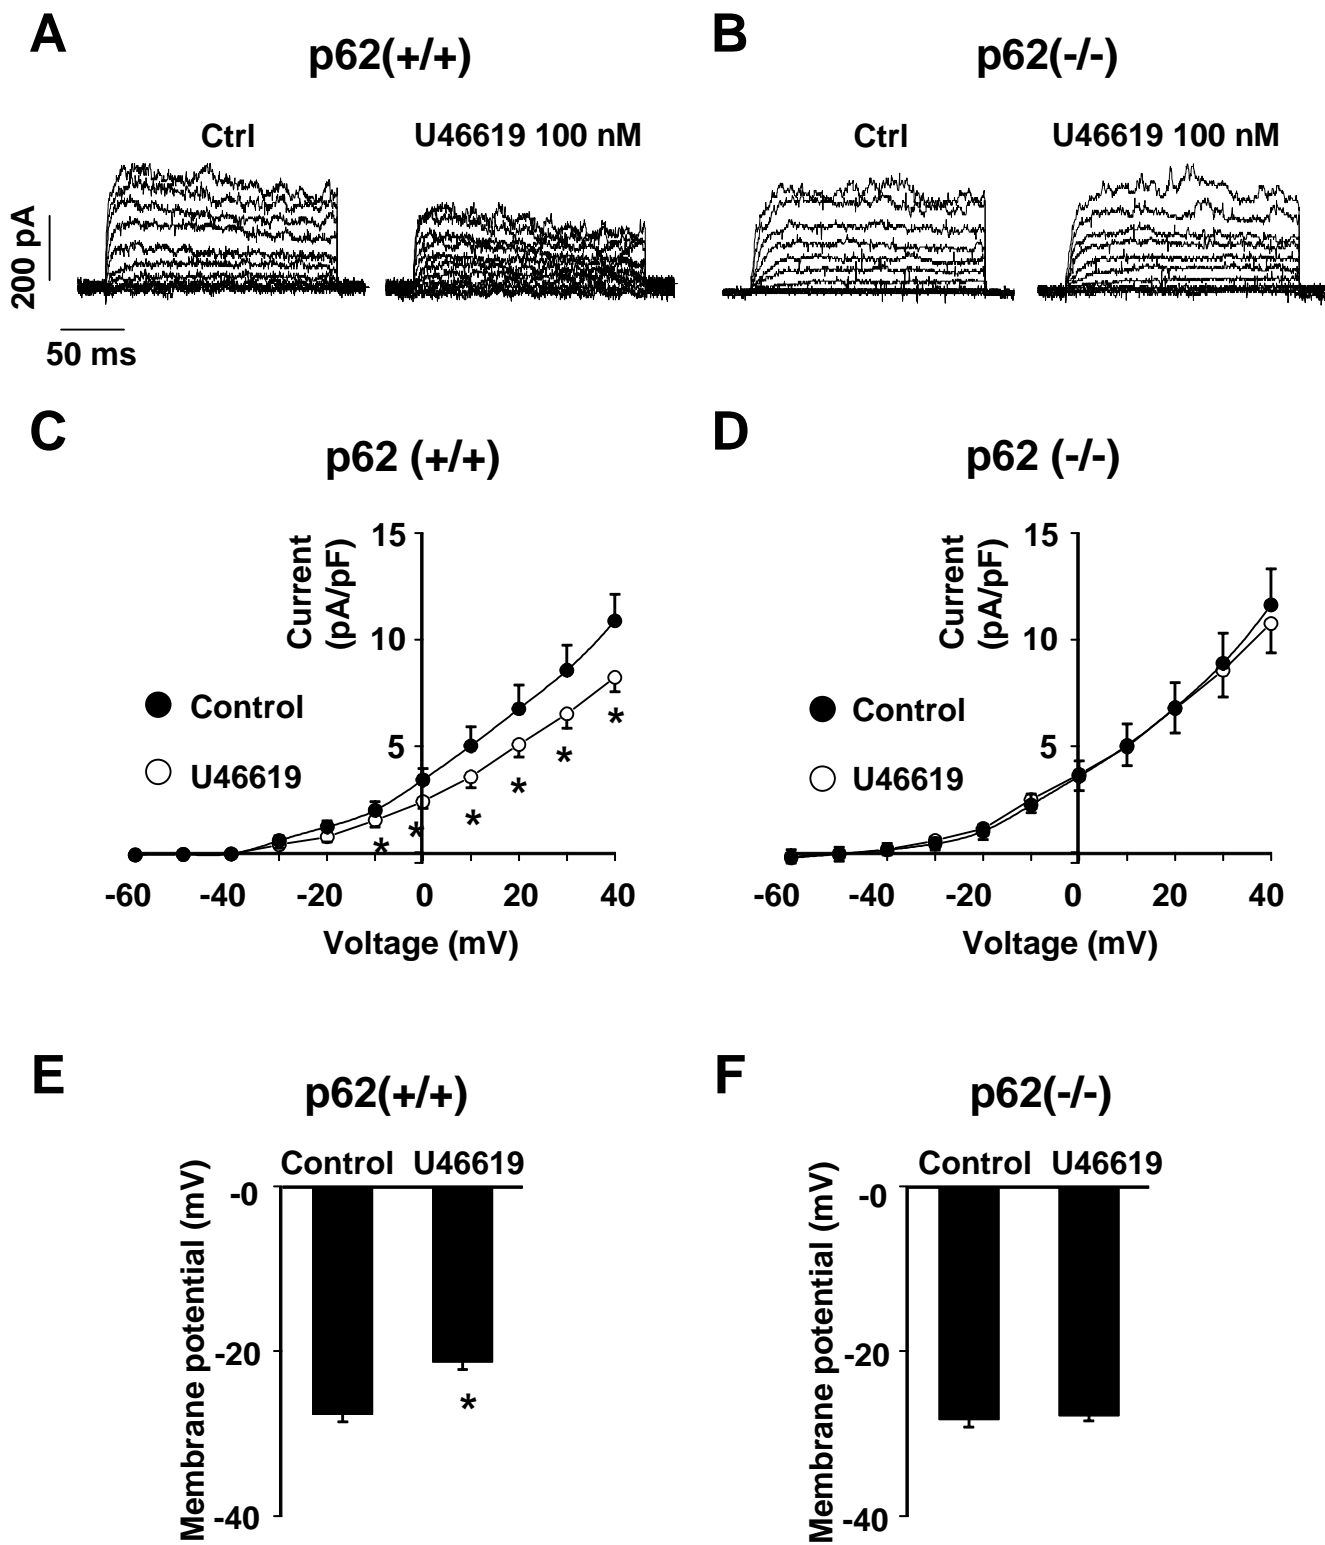 A
p62(+/+)
B
p62(-/-)
Ctrl
U46619 100 nM
Ctrl
U46619 100 nM
200 pA
50 ms
C
p62 (+/+)
D
p62 (-/-)
Current
(pA/pF)
15
10
5
Control
U46619
*
*
*
*
*
*
-60 -40 -20 0 20 40
Voltage (mV)
Current
(pA/pF)
15
10
5
Control
U46619
-60 -40 -20 0 20 40
Voltage (mV)
E
p62(+/+)
F
p62(-/-)
Control U46619
Membrane potential (mV)
-0
-20
-40
*
Control U46619
Membrane potential (mV)
-0
-20
-40